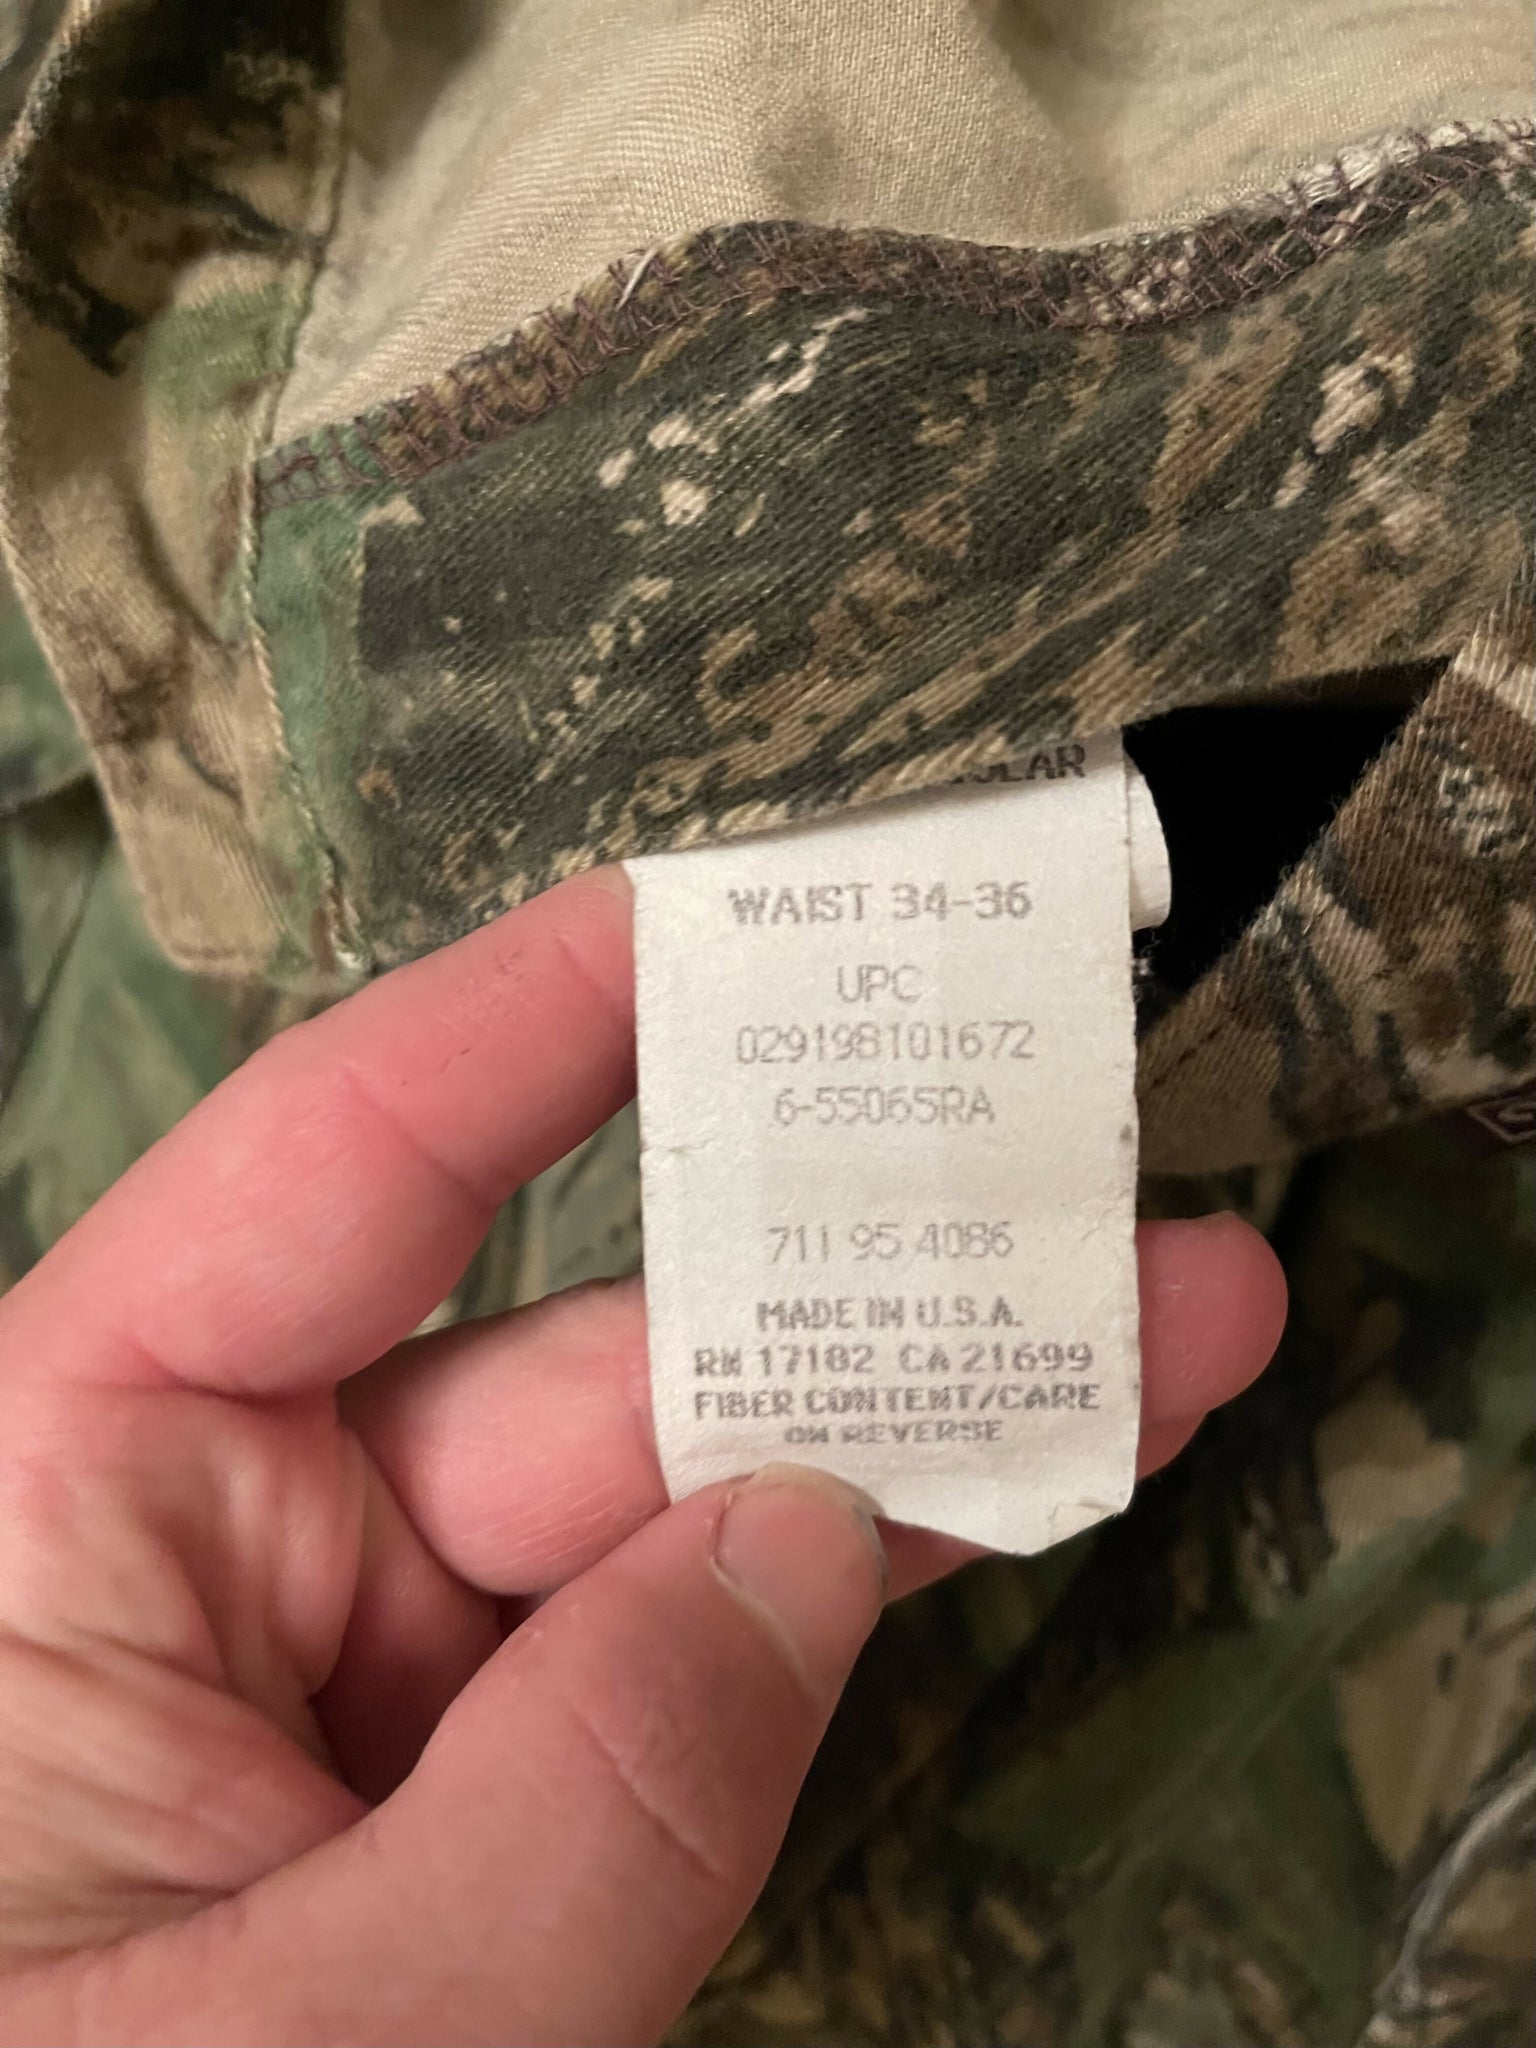 WAIST 34-36
UPC
029198101672
6-55065RA
711 95 4086
MADE IN U.S.A.
RN 17182 CA 21699
FIBER CONTENT/CARE
ON REVERSE